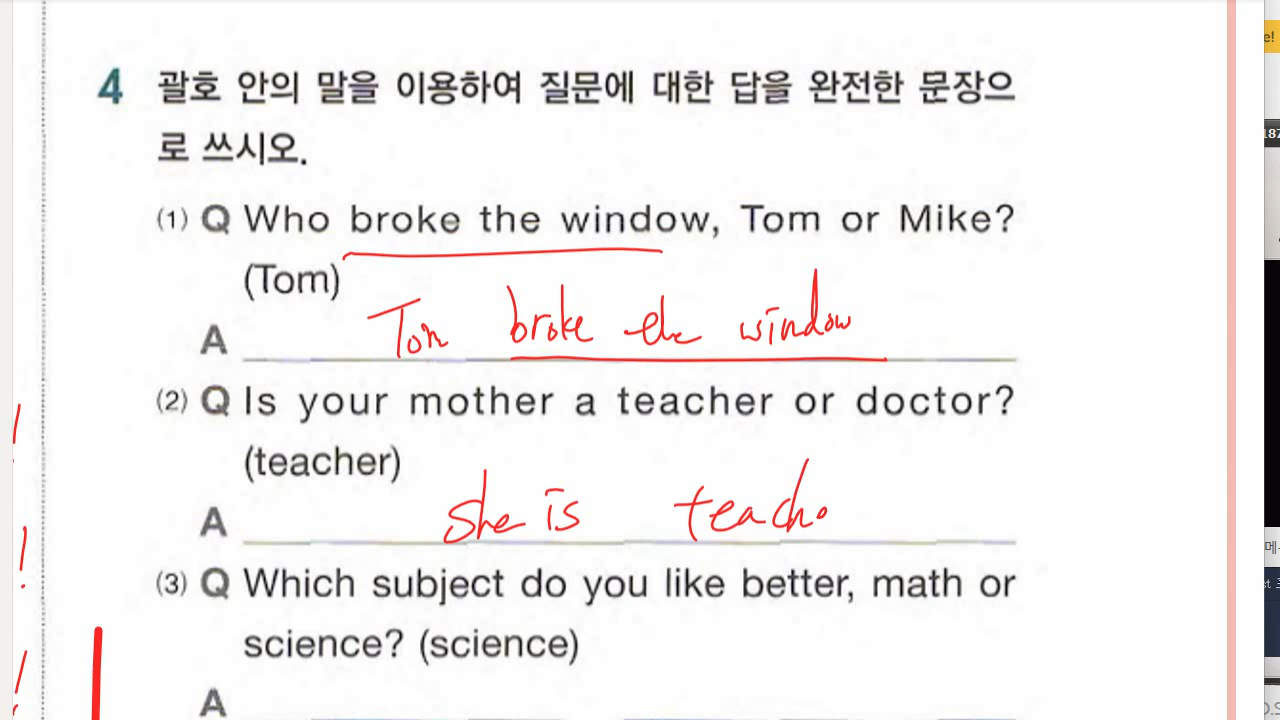 4 괄호 안의 말을 이용하여 질문에 대한 답을 완전한 문장으
로 쓰시오.
(1) Q Who broke the window, Tom or Mike?
(Tom)
A Tom broke the window
(2) Q Is your mother a teacher or doctor?
(teacher)
A she is
(3) Q Which subject do you like better, math or
science? (science)
A
e!
187
메
st